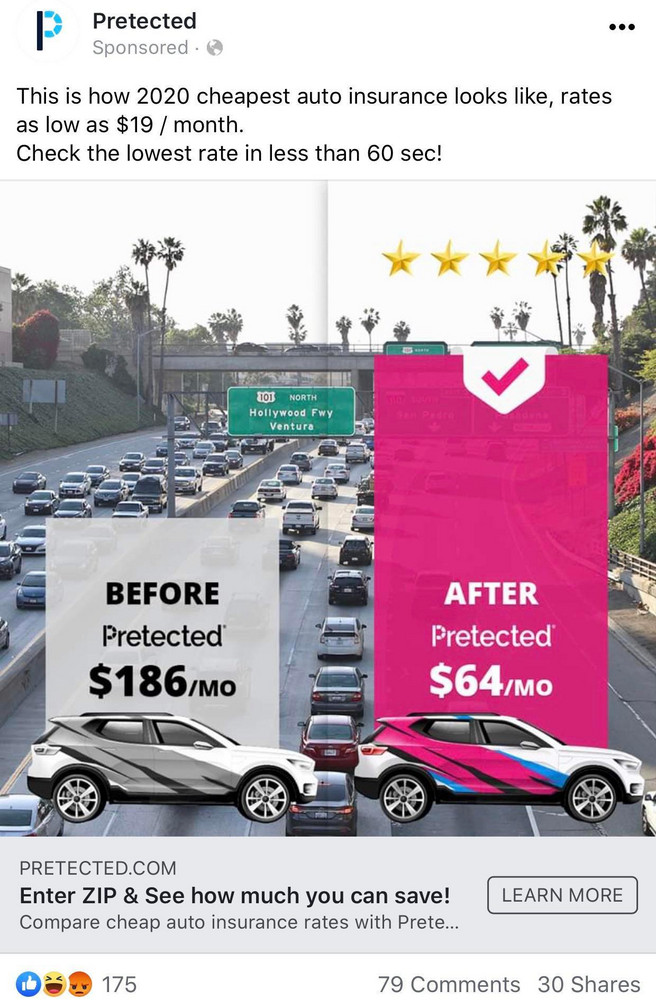 Pretected
Sponsored ·
This is how 2020 cheapest auto insurance looks like, rates
as low as $19 / month.
Check the lowest rate in less than 60 sec!
101 NORTH
Hollywood Fwy
Ventura
BEFORE
Pretected
$186/MO
AFTER
Pretected
$64/MO
PRETECTED.COM
Enter ZIP & See how much you can save!
Compare cheap auto insurance rates with Prete...
LEARN MORE
175
79 Comments 30 Shares